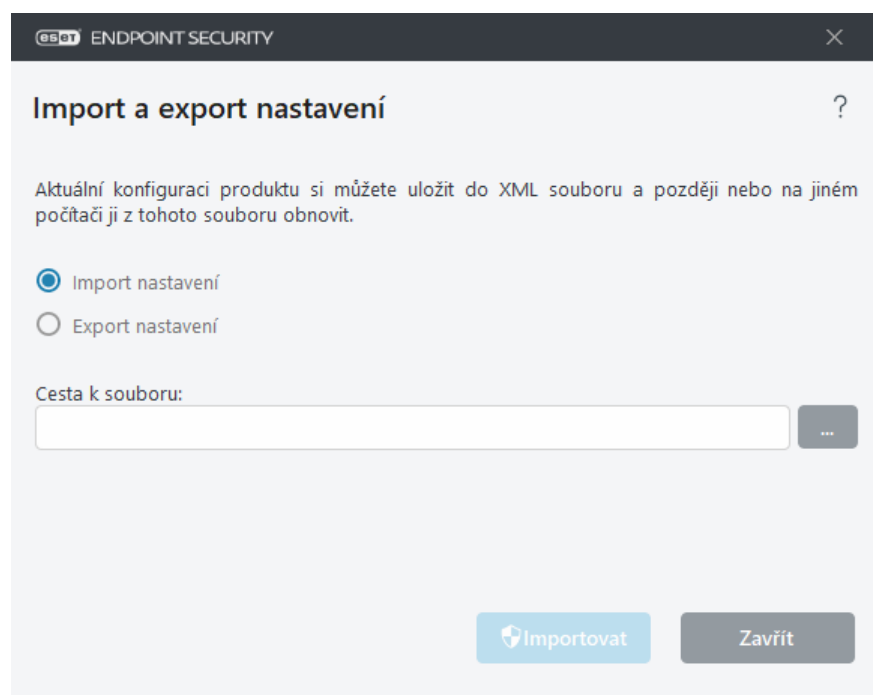 eset ENDPOINT SECURITY
Import a export nastavení
?
Aktuální konfiguraci produktu si můžete uložit do XML souboru a později nebo na jiném
počítači ji z tohoto souboru obnovit.
Import nastavení
Export nastavení
Cesta k souboru:
...
Importovat
Zavřít